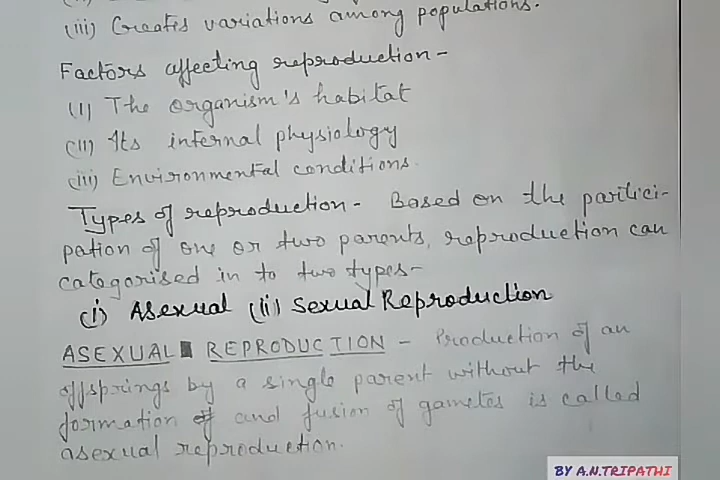 (iii) Creates variations among populations.
Factors affecting reproduction -
(I) The organism's habitat
(II) Its internal physiology
(iii) Environmental conditions.
Types of reproduction - Based on the partici-
pation of one or two parents, reproduction can
categorised in to two types-
(i) Asexual (ii) Sexual Reproduction
ASEXUAL REPRODUCTION - Production of an
offsprings by a single parent without the
formation of and fusion of gametes is called
asexual reproduction.
BY A.N.TRIPATHI